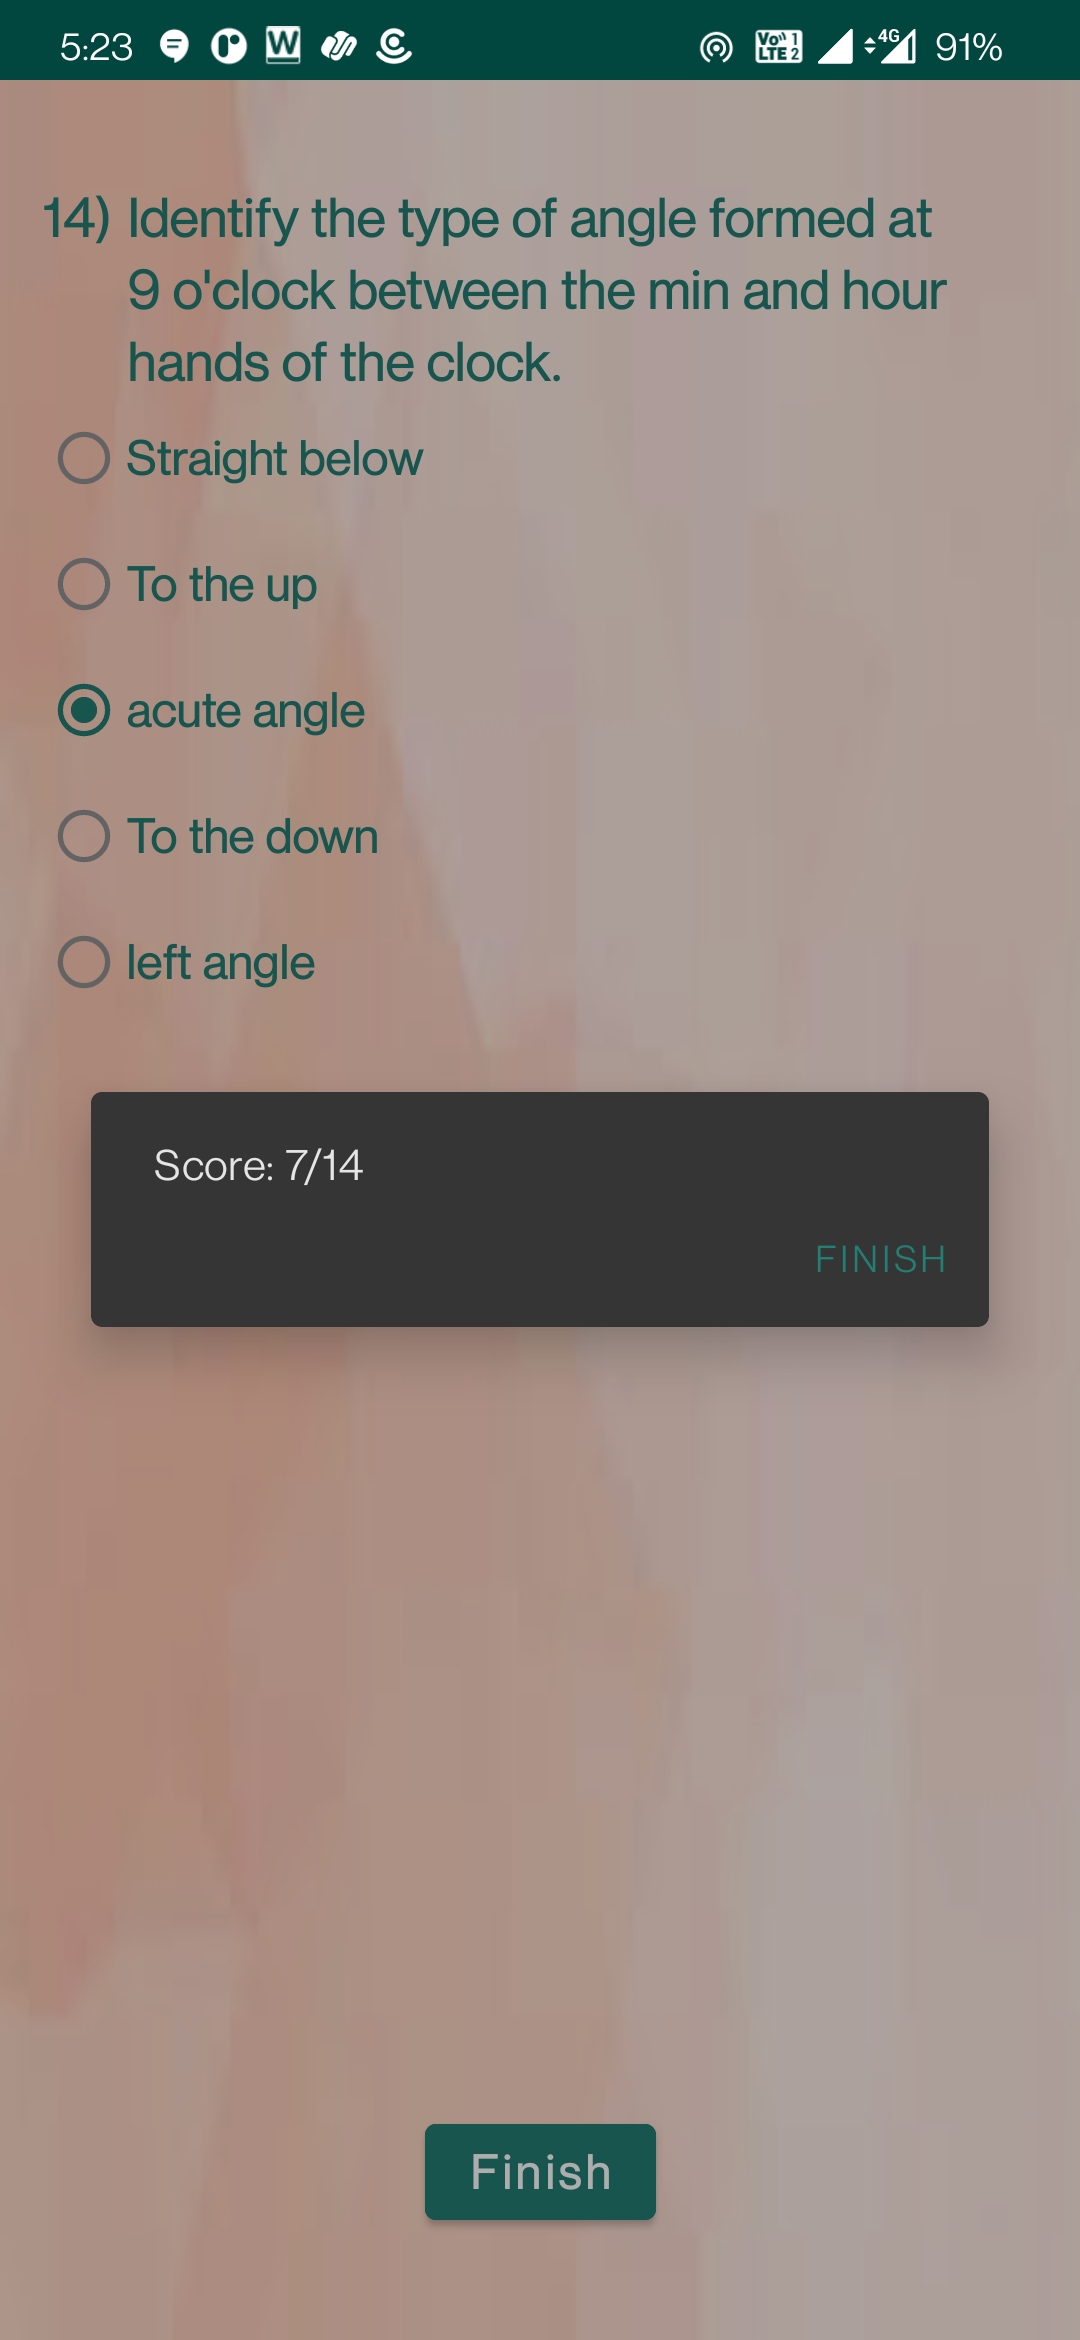 5:23 W Vo)) 1 LTE 2 4G 91%
14) Identify the type of angle formed at
9 o'clock between the min and hour
hands of the clock.
Straight below
To the up
acute angle
To the down
left angle
Score: 7/14
FINISH
Finish